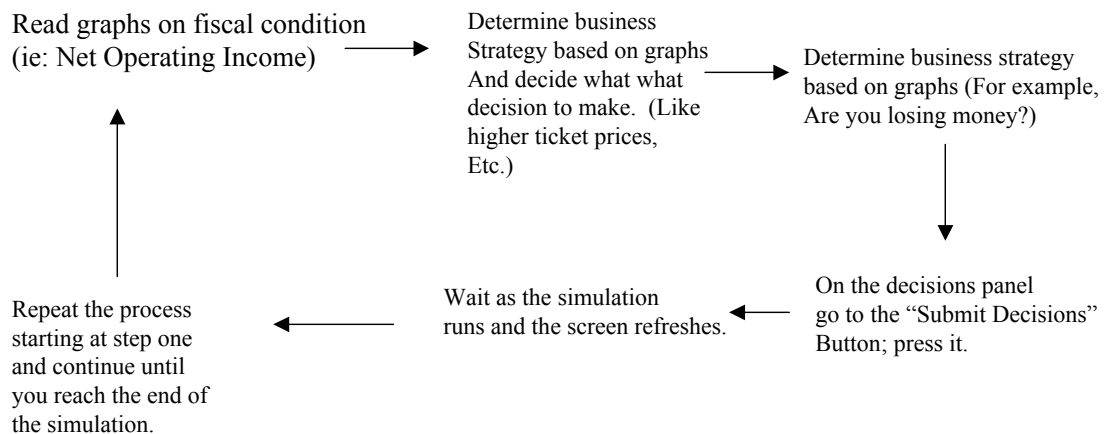 Read graphs on fiscal condition
(ie: Net Operating Income)
Determine business
Strategy based on graphs
And decide what what
decision to make.  (Like
higher ticket prices,
Etc.)
Determine business strategy
based on graphs (For example,
Are you losing money?)
On the decisions panel
go to the “Submit Decisions”
Button; press it.
Wait as the simulation
runs and the screen refreshes.
Repeat the process
starting at step one
and continue until
you reach the end of
the simulation.